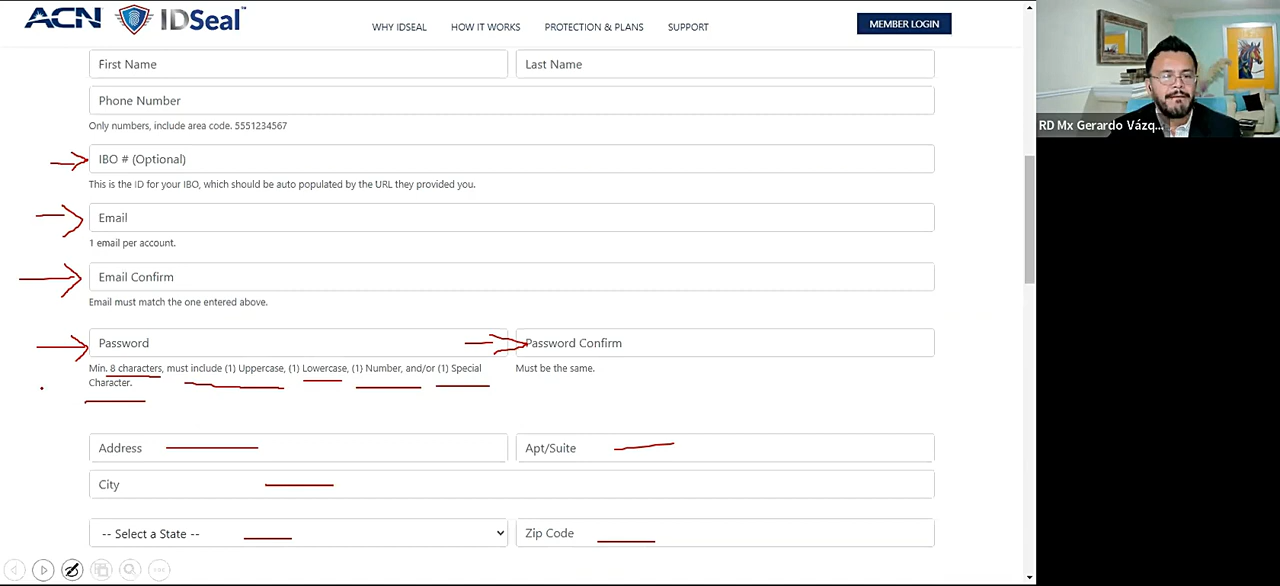 ACN IDSeal™ WHY IDSEAL HOW IT WORKS PROTECTION & PLANS SUPPORT MEMBER LOGIN
First Name Last Name
Phone Number
Only numbers, include area code. 5551234567
IBO # (Optional)
This is the ID for your IBO, which should be auto populated by the URL they provided you.
Email
1 email per account.
Email Confirm
Email must match the one entered above.
Password Password Confirm
Min. 8 characters, must include (1) Uppercase, (1) Lowercase, (1) Number, and/or (1) Special Must be the same.
Character.
Address Apt/Suite
City
-- Select a State -- Zip Code
RD Mx Gerardo Vázq...